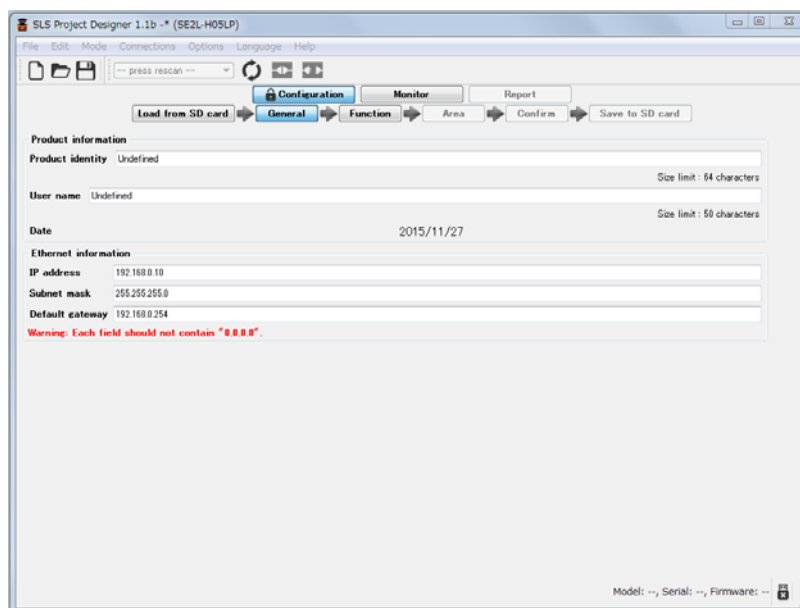 SLS Project Designer 1.1b -* (SE2L-H05LP)
File Edit Mode Connections Options Language Help
-- press rescan --
Configuration Monitor Report
Load from SD card General Function Area Confirm Save to SD card
Product information
Product identity Undefined
Size limit : 64 characters
User name Undefined
Size limit : 50 characters
Date 2015/11/27
Ethernet information
IP address 192.168.0.10
Subnet mask 255.255.255.0
Default gateway 192.168.0.254
Warning: Each field should not contain "0.0.0.0".
Model: --, Serial: --, Firmware: --